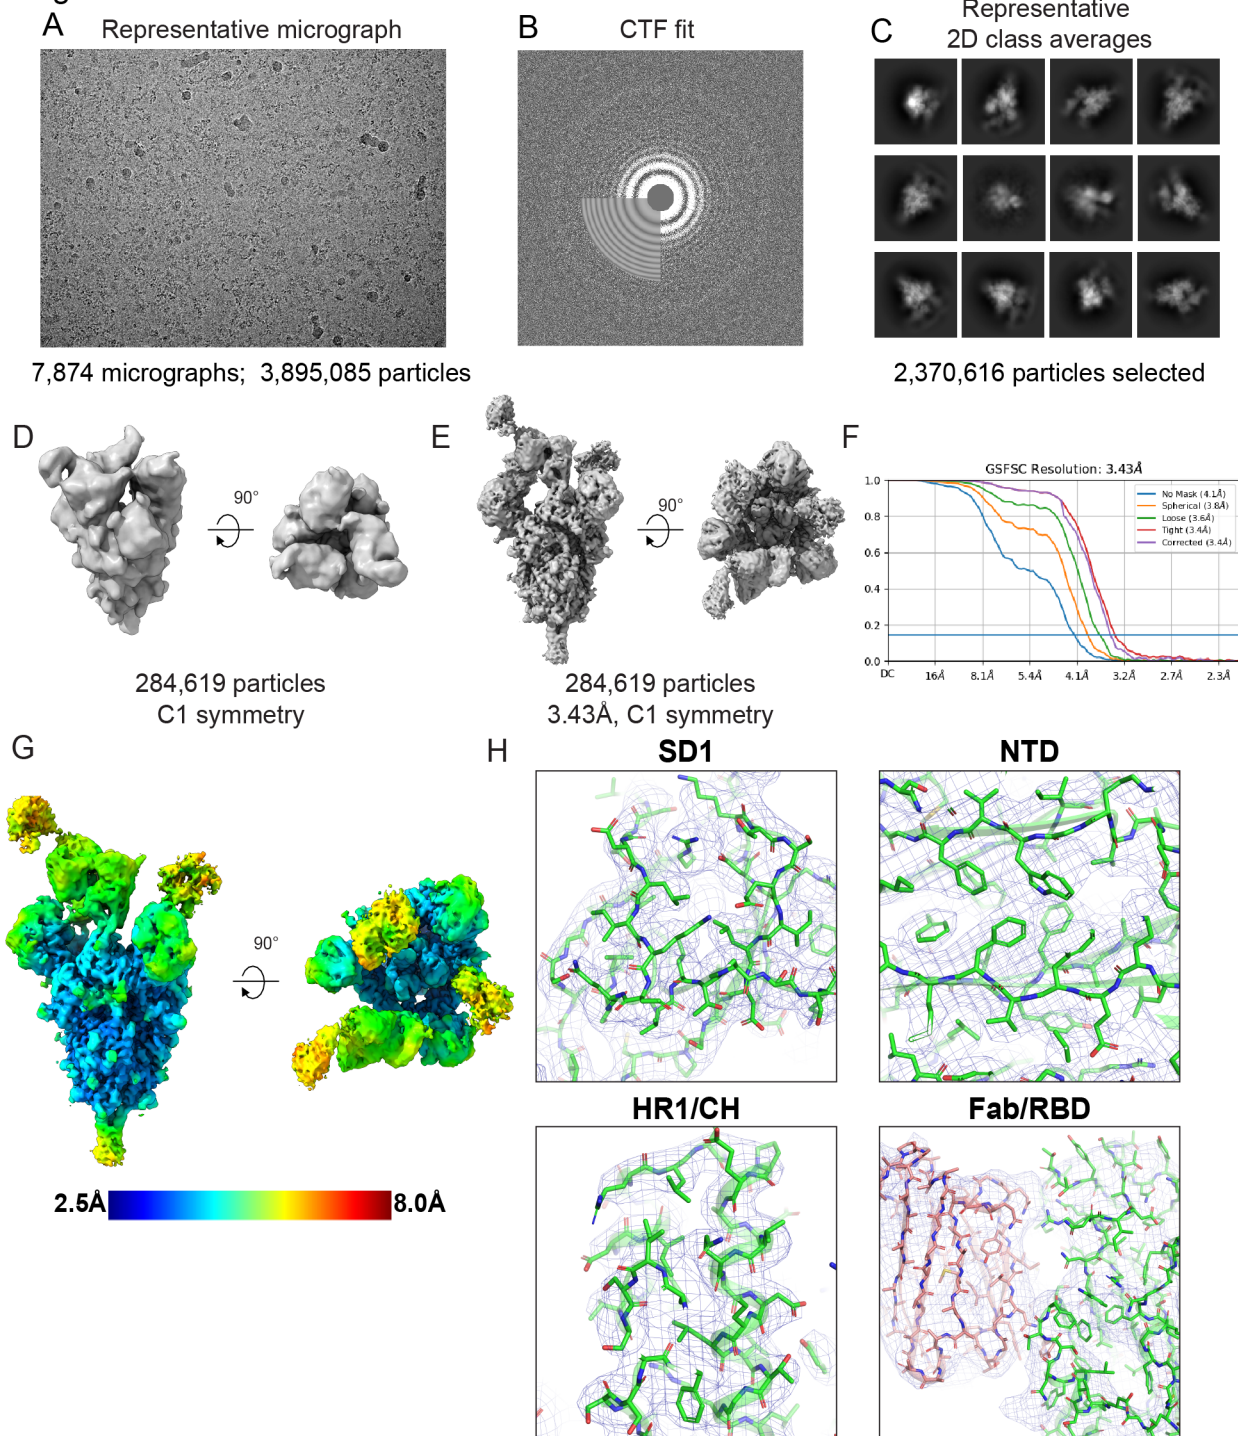 A
Representative micrograph
B
CTF fit
C
Representative
2D class averages
7,874 micrographs;  3,895,085 particles
2,370,616 particles selected
D
90°
284,619 particles
C1 symmetry
E
90°
284,619 particles
3.43Å, C1 symmetry
F
GSFSC Resolution: 3.43Å
1.0
0.8
0.6
0.4
0.2
0.0
No Mask (4.1Å)
Spherical (3.8Å)
Loose (3.6Å)
Tight (3.4Å)
Corrected (3.4Å)
DC
16Å
8.1Å
5.4Å
4.1Å
3.2Å
2.7Å
2.3Å
G
90°
2.5Å
8.0Å
H
SD1
NTD
HR1/CH
Fab/RBD